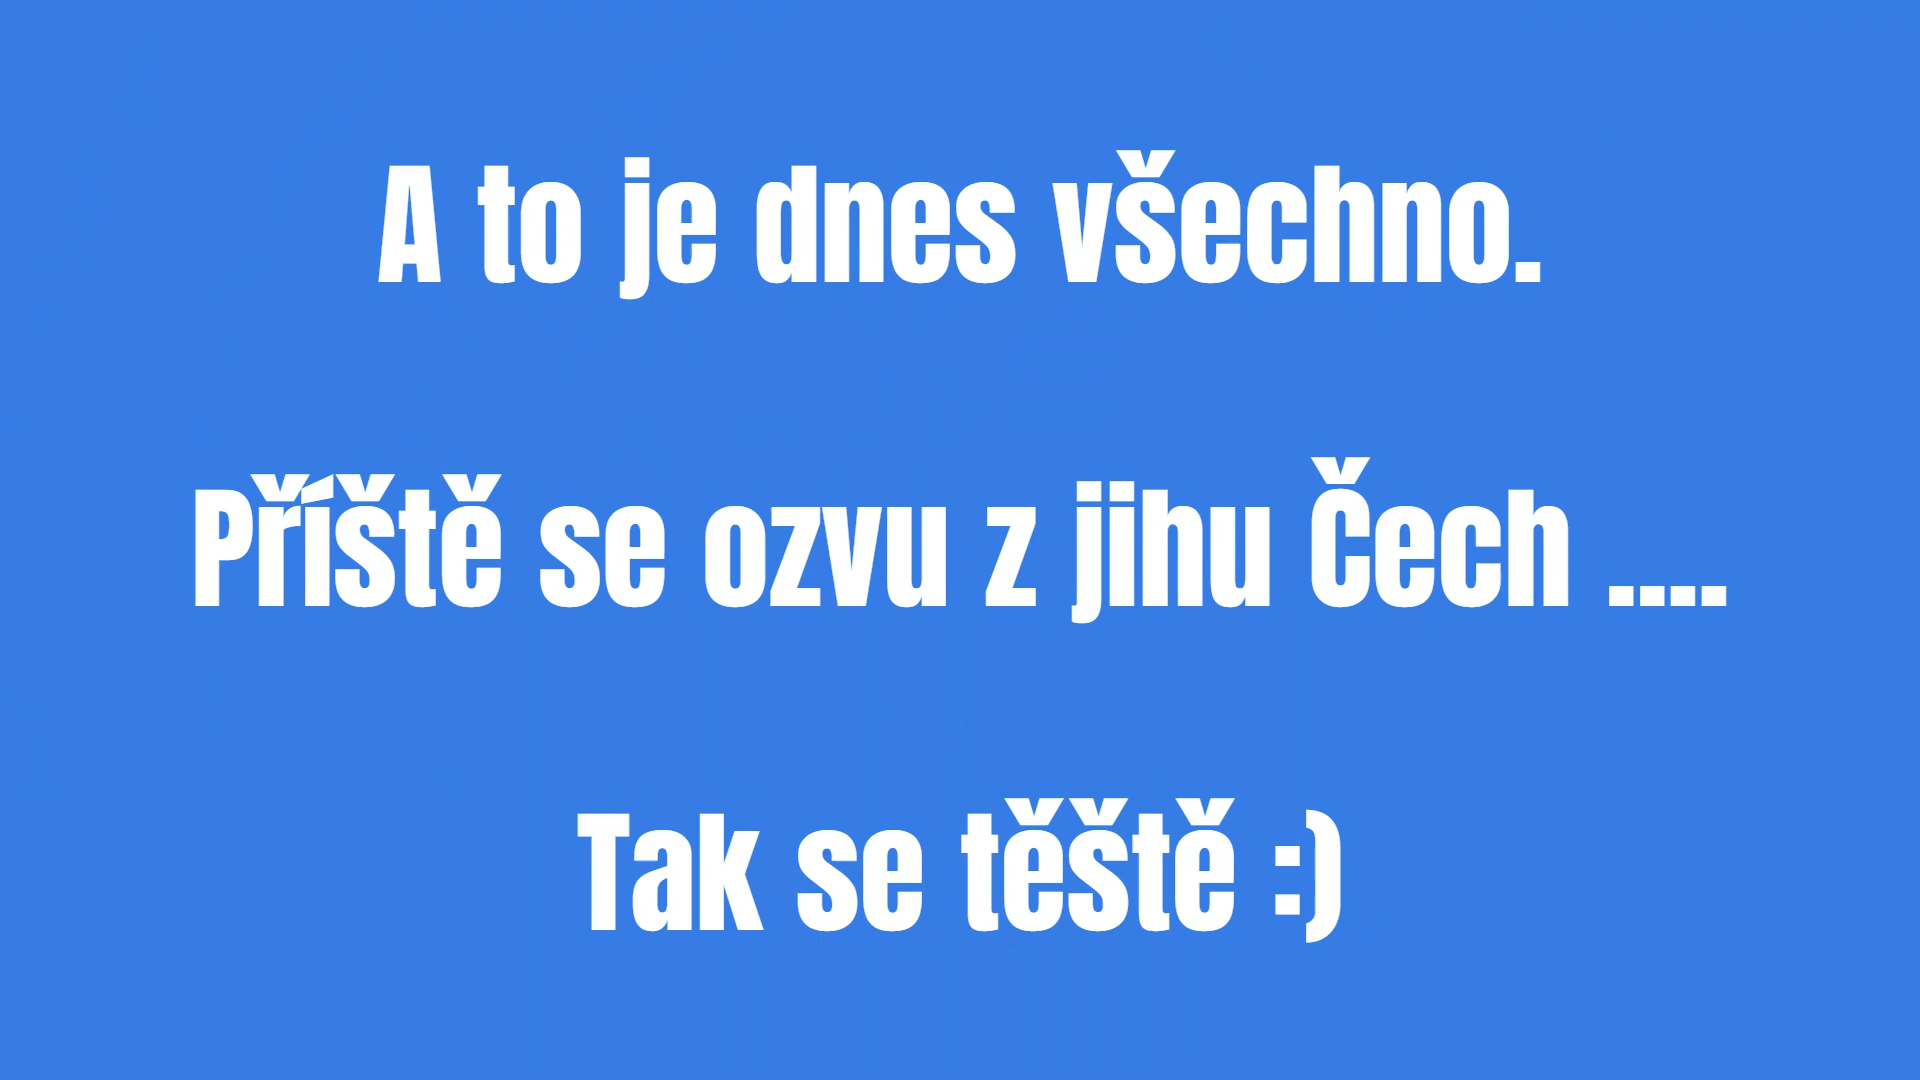 A to je dnes všechno.
Příště se ozvu z jihu Čech ....
Tak se těště :)